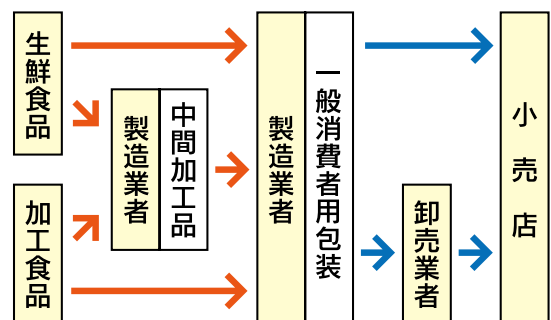 生鮮食品
加工食品
製造業者
中間加工品
製造業者
一般消費者用包装
卸売業者
小売店